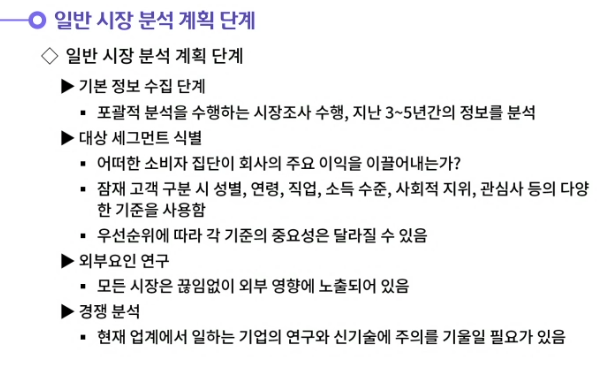 일반 시장 분석 계획 단계
◇ 일반 시장 분석 계획 단계
▶ 기본 정보 수집 단계
▪ 포괄적 분석을 수행하는 시장조사 수행, 지난 3~5년간의 정보를 분석
▶ 대상 세그먼트 식별
▪ 어떠한 소비자 집단이 회사의 주요 이익을 이끌어내는가?
▪ 잠재 고객 구분 시 성별, 연령, 직업, 소득 수준, 사회적 지위, 관심사 등의 다양
한 기준을 사용함
▪ 우선순위에 따라 각 기준의 중요성은 달라질 수 있음
▶ 외부요인 연구
▪ 모든 시장은 끊임없이 외부 영향에 노출되어 있음
▶ 경쟁 분석
▪ 현재 업계에서 일하는 기업의 연구와 신기술에 주의를 기울일 필요가 있음